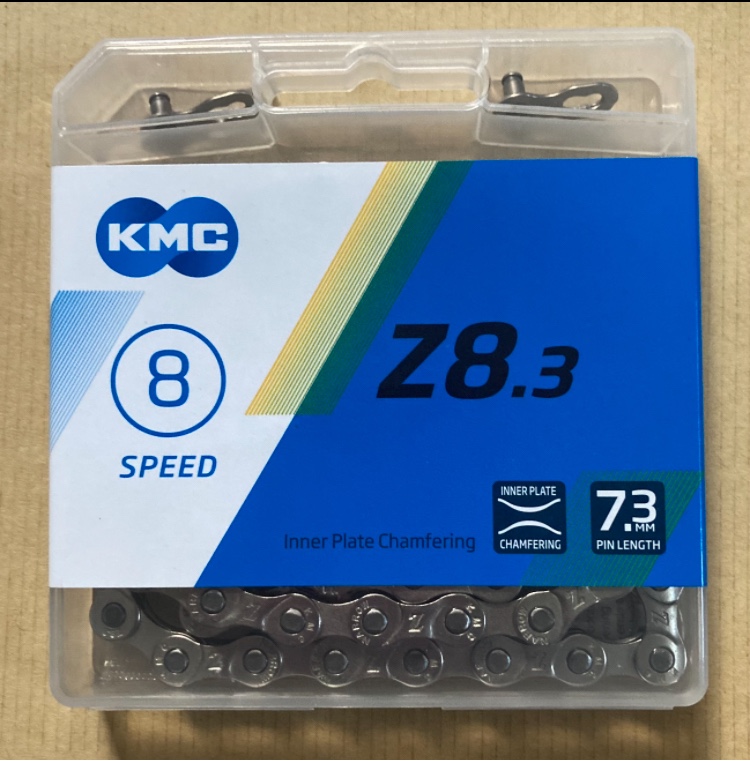 KMC
8
SPEED
Z8.3
Inner Plate Chamfering
INNER PLATE
CHAMFERING
7.3
MM
PIN LENGTH